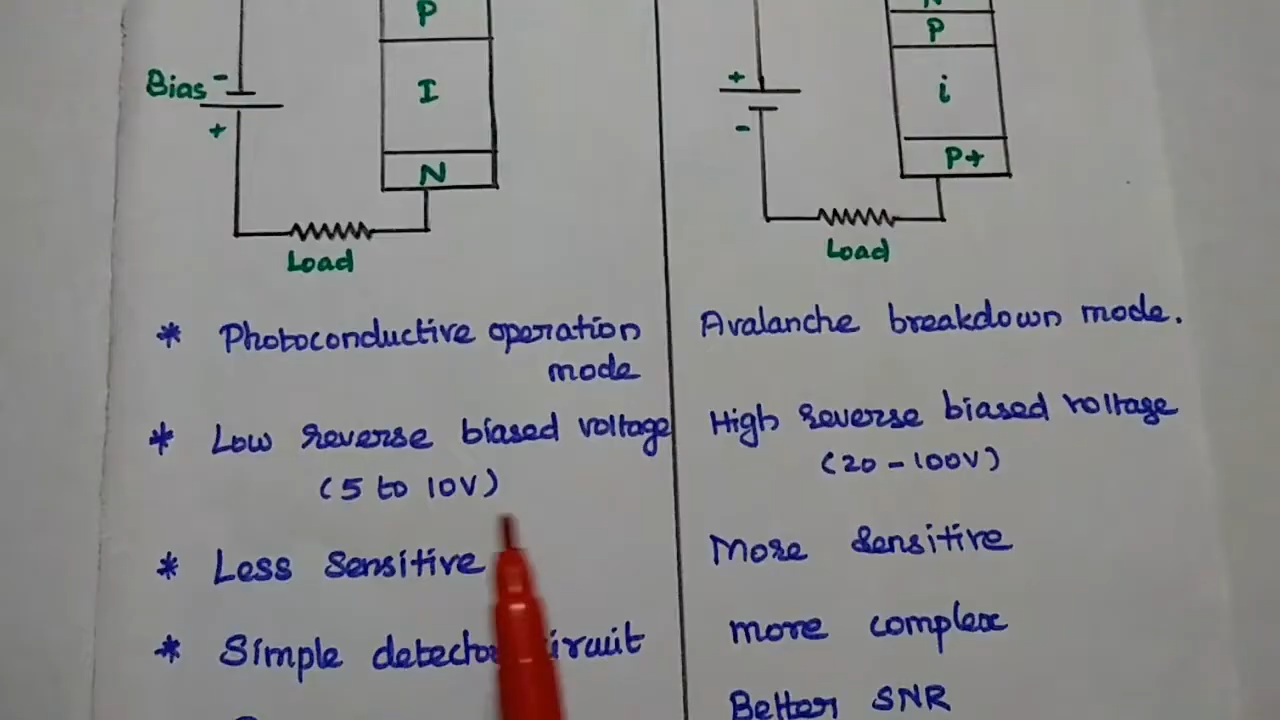 P
I
N
Bias -
+
Load
P
i
P+
+
-
Load
* Photoconductive operation
mode
Avalanche breakdown mode.
* Low reverse biased voltage
(5 to 10V)
High reverse biased voltage
(20 - 100V)
* Less sensitive
More sensitive
* Simple detector circuit
more complex
Better SNR